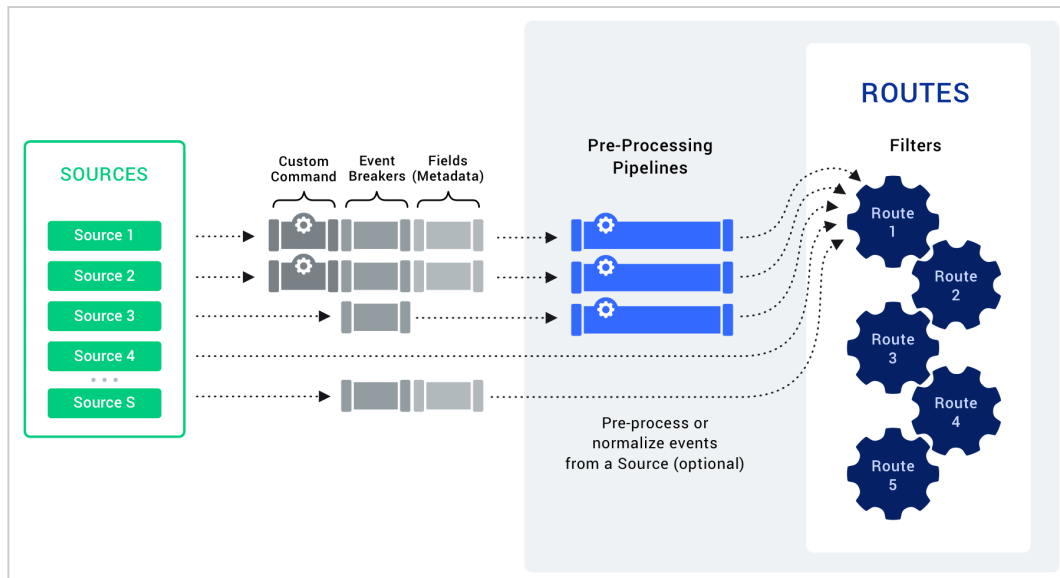 ROUTES
Pre-Processing
Pipelines
Filters
Custom
Command
Event
Breakers
Fields
(Metadata)
SOURCES
Source 1
Source 2
Source 3
Source 4
...
Source S
Route
1
Route
2
Route
3
Route
4
Route
5
Pre-process or
normalize events
from a Source (optional)